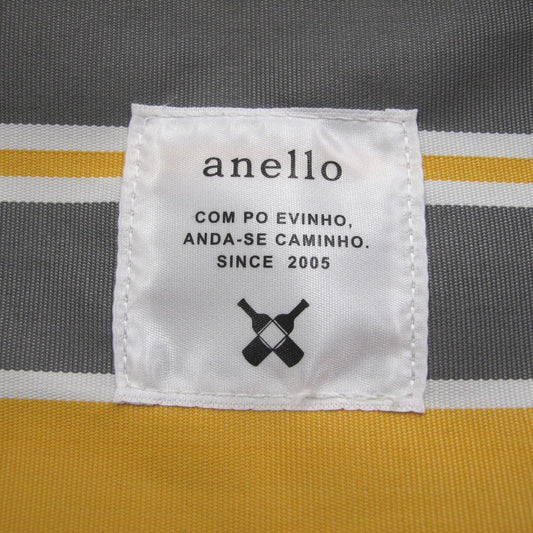 anello
COM PO EVINHO,
ANDA-SE CAMINHO.
SINCE 2005